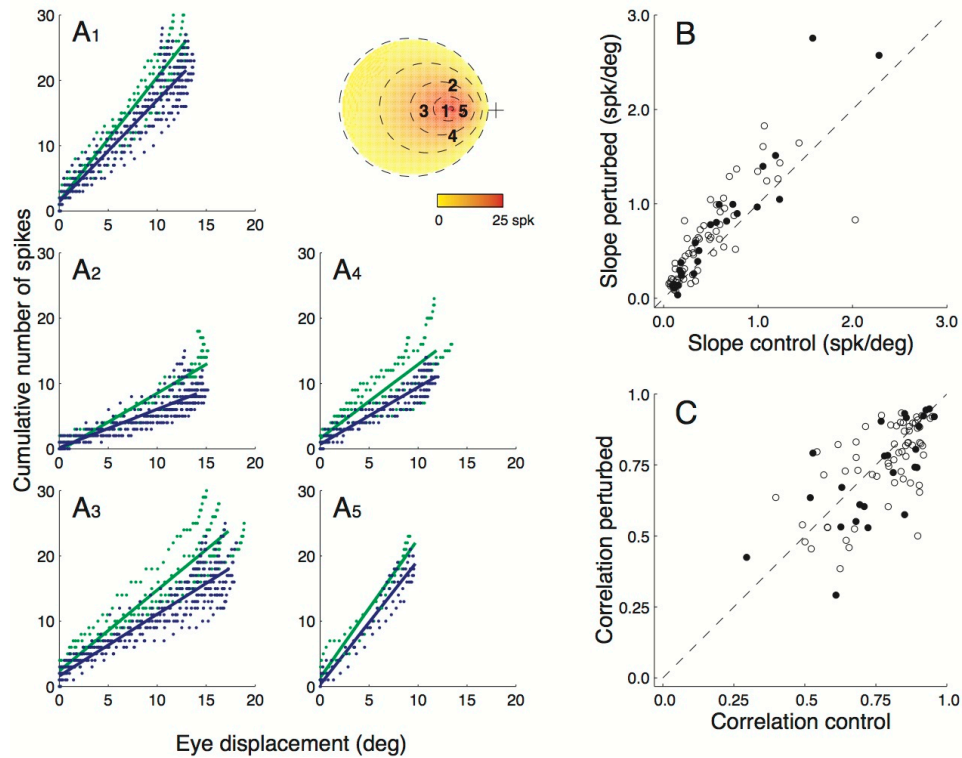 A1
30
20
10
0
0 5 10 15 20
2
3 1 5
4
0 25 spk
Cumulative number of spikes
A2
30
20
10
0
0 5 10 15 20
A4
30
20
10
0
0 5 10 15 20
A3
30
20
10
0
0 5 10 15 20
A5
30
20
10
0
0 5 10 15 20
Eye displacement (deg)
B
Slope perturbed (spk/deg)
3.0
2.0
1.0
0.0
0.0 1.0 2.0 3.0
Slope control (spk/deg)
C
Correlation perturbed
1.0
0.75
0.5
0.25
0.0
0.0 0.25 0.50 0.75 1.0
Correlation control